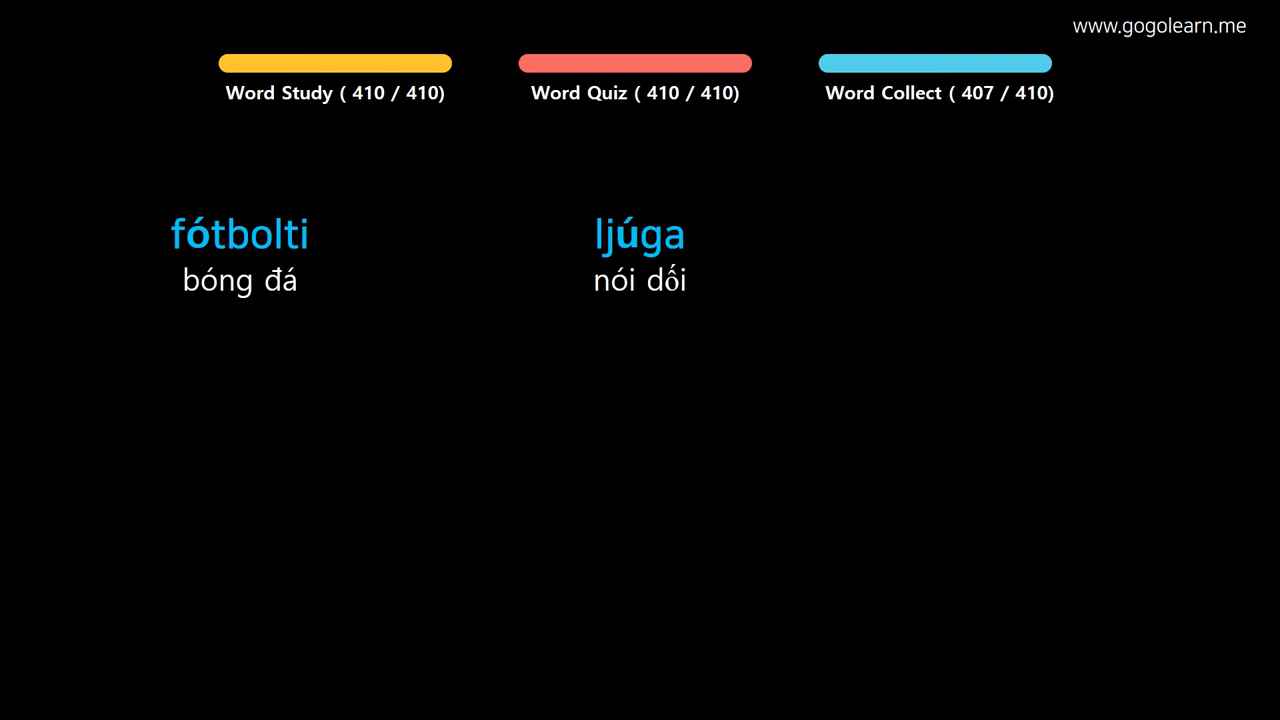 www.gogolearn.me
Word Study ( 410 / 410)
Word Quiz ( 410 / 410)
Word Collect ( 407 / 410)
fótbolti
bóng đá
ljúga
nói dối